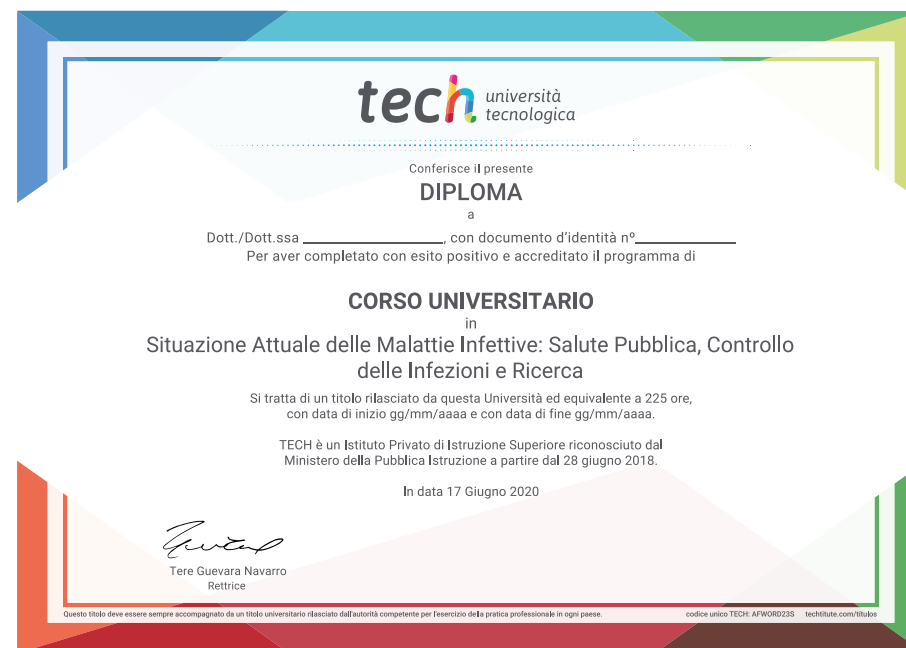 tech università
tecnologica
Conferisce il presente
DIPLOMA
a
Dott./Dott.ssa ____________________, con documento d'identità nº______________
Per aver completato con esito positivo e accreditato il programma di
CORSO UNIVERSITARIO
in
Situazione Attuale delle Malattie Infettive: Salute Pubblica, Controllo
delle Infezioni e Ricerca
Si tratta di un titolo rilasciato da questa Università ed equivalente a 225 ore,
con data di inizio gg/mm/aaaa e con data di fine gg/mm/aaaa.
TECH è un Istituto Privato di Istruzione Superiore riconosciuto dal
Ministero della Pubblica Istruzione a partire dal 28 giugno 2018.
In data 17 Giugno 2020
Tere Guevara Navarro
Rettrice
Questo titolo deve essere sempre accompagnato da un titolo universitario rilasciato dall'autorità competente per l'esercizio della pratica professionale in ogni paese. codice unico TECH: AFWORD23S techtitute.com/titulos